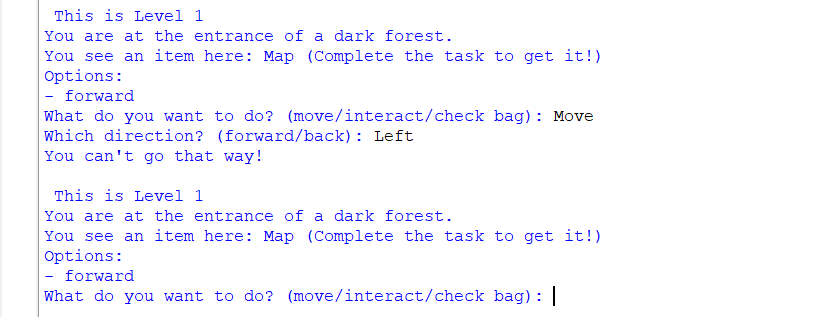 This is Level 1
You are at the entrance of a dark forest.
You see an item here: Map (Complete the task to get it!)
Options:
- forward
What do you want to do? (move/interact/check bag): Move
Which direction? (forward/back): Left
You can't go that way!
This is Level 1
You are at the entrance of a dark forest.
You see an item here: Map (Complete the task to get it!)
Options:
- forward
What do you want to do? (move/interact/check bag):